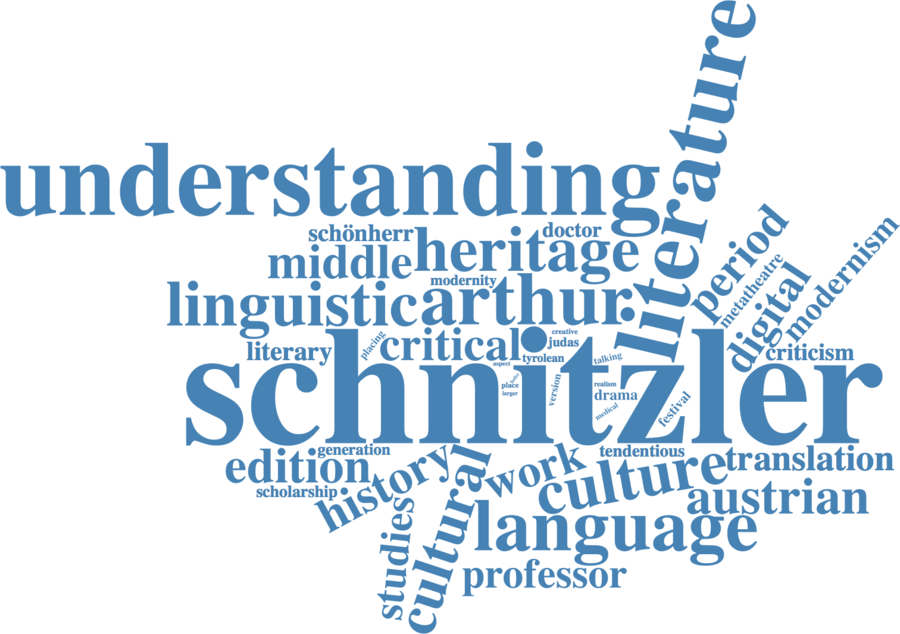 literature
understanding
schönherr
doctor
heritage
middle
modernity
period
metatheatre
modernism
digital
linguistic
arthur
literary
placing
critical
creative
judas
tyrolean
talking
criticism
schnitzler
aspect
place
larger
version
realism
drama
medical
festival
generation
edition
scholarship
history
work
tendentious
culture
translation
austrian
studies
cultural
language
professor